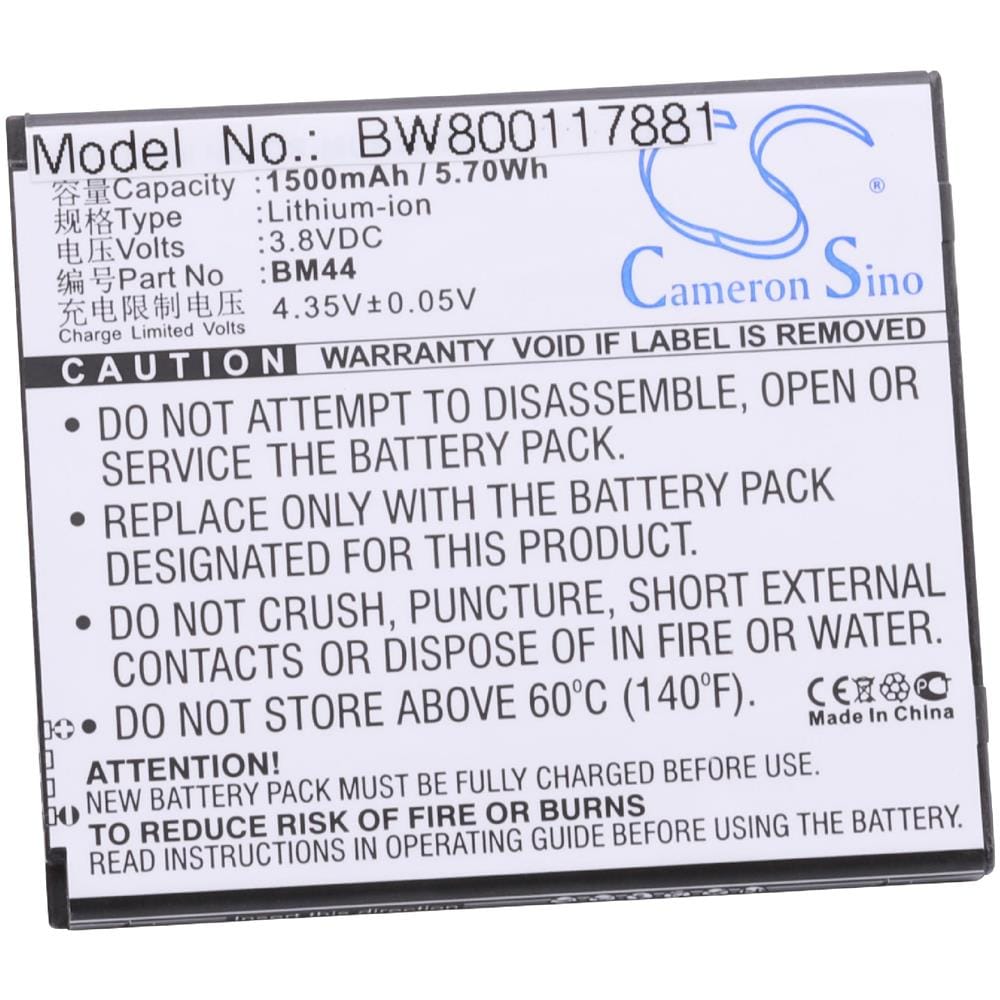 Model No.: BW800117881
容量Capacity : 1500mAh / 5.70Wh
规格Type : Lithium-ion
电压Volts : 3.8VDC
编号Part No : BM44
充电限制电压 4.35V±0.05V
Charge Limited Volts
CS
®
Cameron Sino
CAUTION WARRANTY VOID IF LABEL IS REMOVED
• DO NOT ATTEMPT TO DISASSEMBLE, OPEN OR
SERVICE THE BATTERY PACK.
• REPLACE ONLY WITH THE BATTERY PACK
DESIGNATED FOR THIS PRODUCT.
• DO NOT CRUSH, PUNCTURE, SHORT EXTERNAL
CONTACTS OR DISPOSE OF IN FIRE OR WATER.
• DO NOT STORE ABOVE 60°C (140°F).
CE
Made In China
ATTENTION!
NEW BATTERY PACK MUST BE FULLY CHARGED BEFORE USE.
TO REDUCE RISK OF FIRE OR BURNS
READ INSTRUCTIONS IN OPERATING GUIDE BEFORE USING THE BATTERY.
Insert this direction